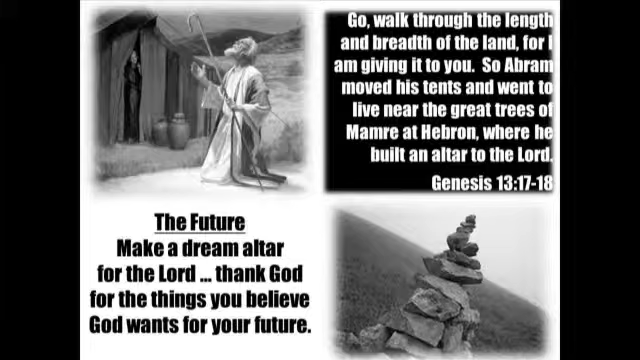 Go, walk through the length
and breadth of the land, for I
am giving it to you. So Abram
moved his tents and went to
live near the great trees of
Mamre at Hebron, where he
built an altar to the Lord.
Genesis 13:17-18
The Future
Make a dream altar
for the Lord ... thank God
for the things you believe
God wants for your future.